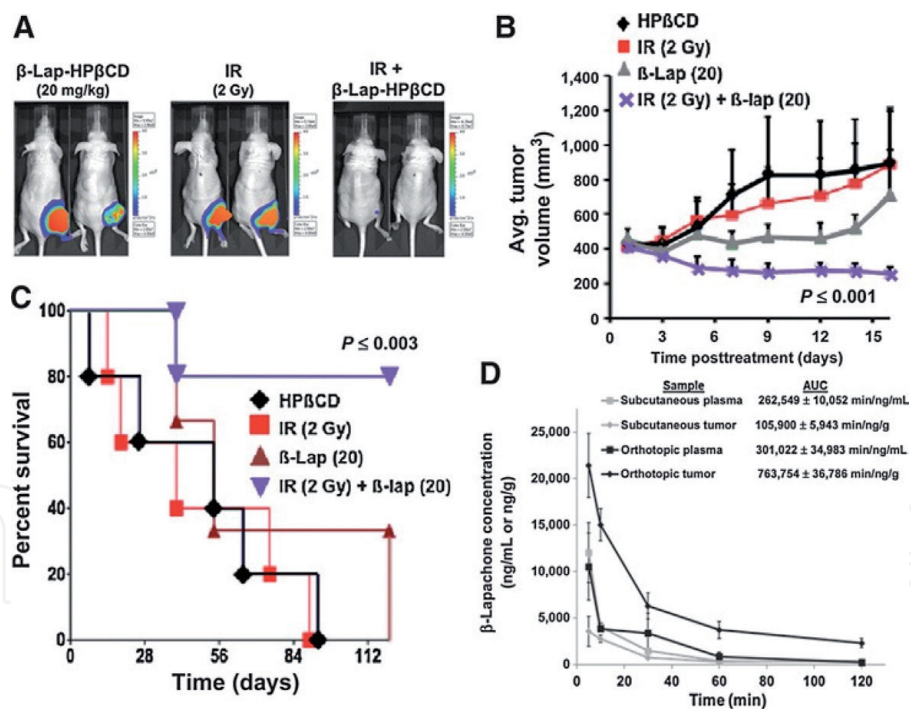 A
β-Lap-HPβCD
(20 mg/kg)
IR
(2 Gy)
IR +
β-Lap-HPβCD
B
HPßCD
IR (2 Gy)
ß-Lap (20)
IR (2 Gy) + ß-lap (20)
1,400
1,200
1,000
800
600
400
200
0
Avg. tumor
volume (mm3)
P ≤ 0.001
0 3 6 9 12 15
Time posttreatment (days)
C
100
80
60
40
20
0
Percent survival
P ≤ 0.003
HPßCD
IR (2 Gy)
ß-Lap (20)
IR (2 Gy) + ß-lap (20)
0 28 56 84 112
Time (days)
D
Sample AUC
Subcutaneous plasma 262,549 ± 10,052 min/ng/mL
Subcutaneous tumor 105,900 ± 5,943 min/ng/g
Orthotopic plasma 301,022 ± 34,983 min/ng/mL
Orthotopic tumor 763,754 ± 36,786 min/ng/g
25,000
20,000
15,000
10,000
5,000
0
β-Lapachone concentration
(ng/mL or ng/g)
0 20 40 60 80 100 120
Time (min)